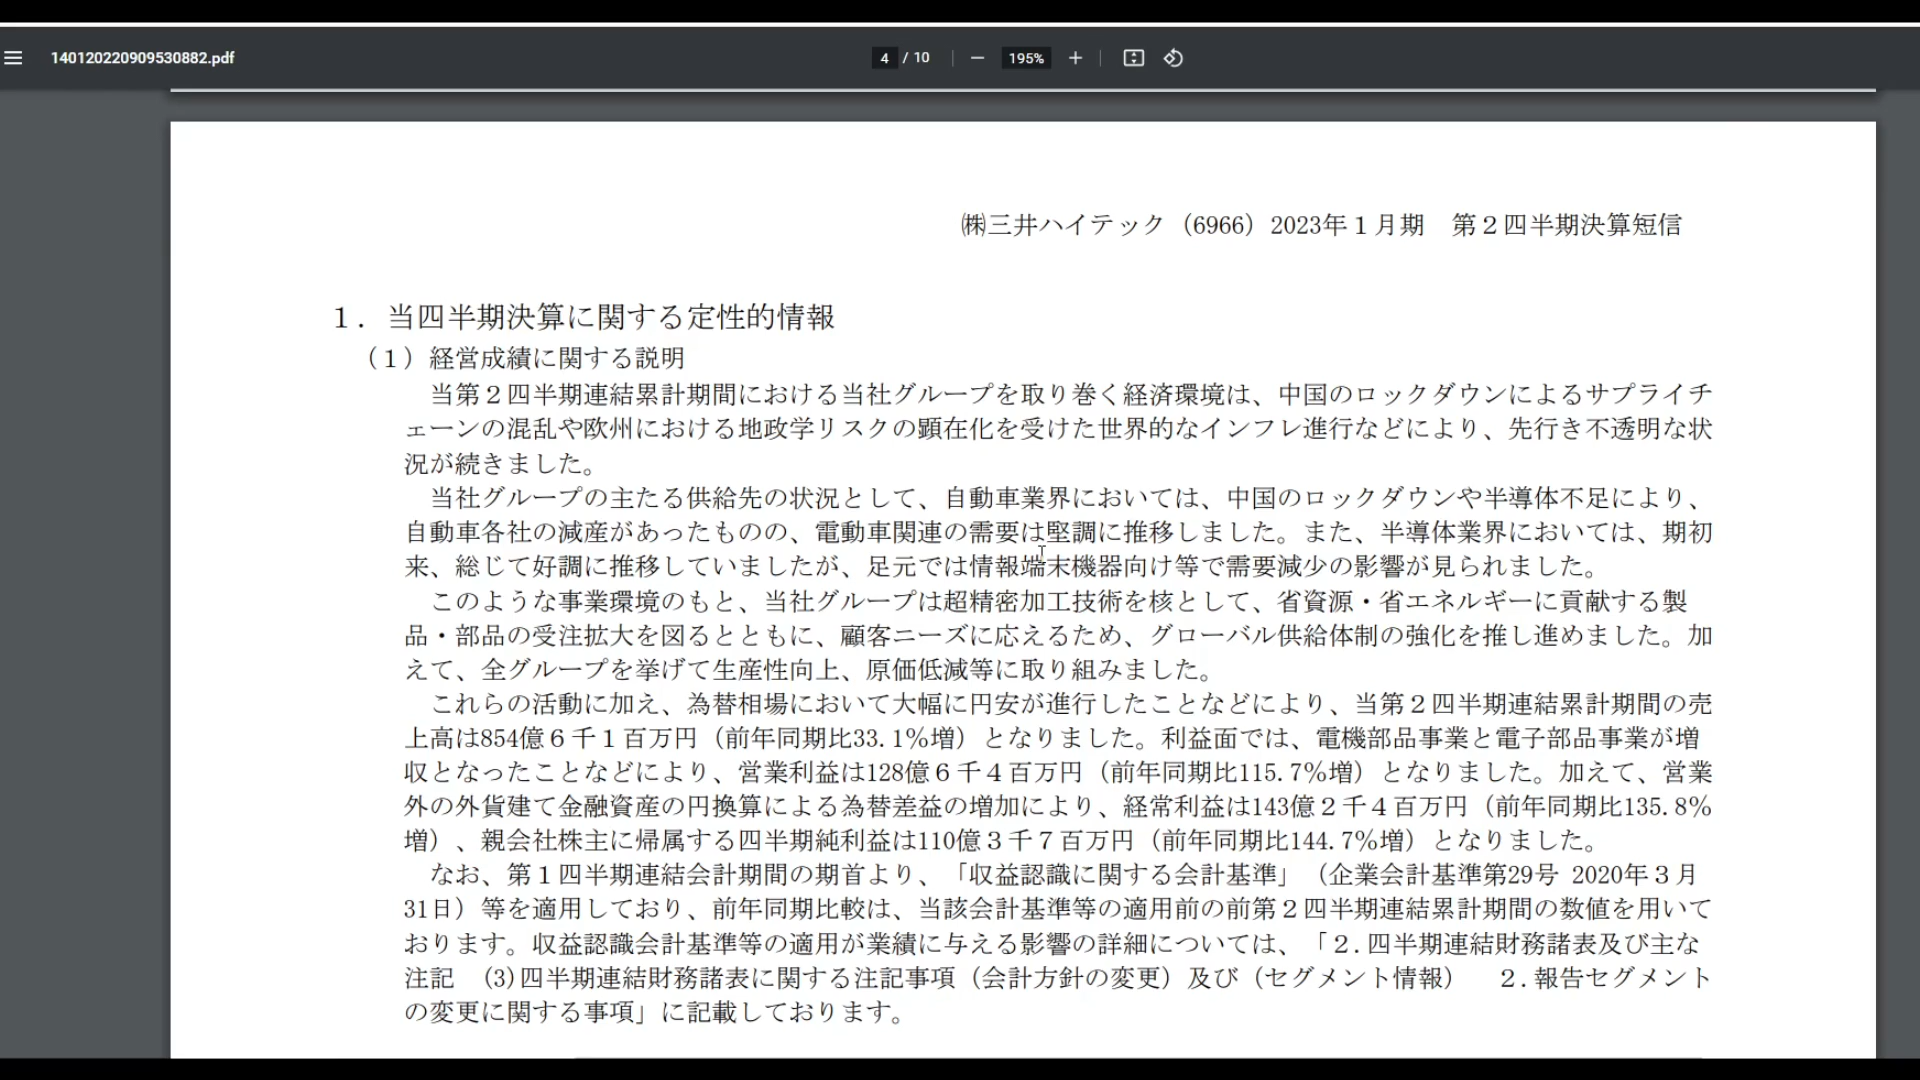 140120220909530882.pdf
4 / 10
195%
㈱三井ハイテック（6966）2023年１月期　第２四半期決算短信
１．当四半期決算に関する定性的情報
（１）経営成績に関する説明
当第２四半期連結累計期間における当社グループを取り巻く経済環境は、中国のロックダウンによるサプライチ
ェーンの混乱や欧州における地政学リスクの顕在化を受けた世界的なインフレ進行などにより、先行き不透明な状
況が続きました。
当社グループの主たる供給先の状況として、自動車業界においては、中国のロックダウンや半導体不足により、
自動車各社の減産があったものの、電動車関連の需要は堅調に推移しました。また、半導体業界においては、期初
来、総じて好調に推移していましたが、足元では情報端末機器向け等で需要減少の影響が見られました。
このような事業環境のもと、当社グループは超精密加工技術を核として、省資源・省エネルギーに貢献する製
品・部品の受注拡大を図るとともに、顧客ニーズに応えるため、グローバル供給体制の強化を推し進めました。加
えて、全グループを挙げて生産性向上、原価低減等に取り組みました。
これらの活動に加え、為替相場において大幅に円安が進行したことなどにより、当第２四半期連結累計期間の売
上高は854億６千１百万円（前年同期比33.1％増）となりました。利益面では、電機部品事業と電子部品事業が増
収となったことなどにより、営業利益は128億６千４百万円（前年同期比115.7％増）となりました。加えて、営業
外の外貨建て金融資産の円換算による為替差益の増加により、経常利益は143億２千４百万円（前年同期比135.8％
増）、親会社株主に帰属する四半期純利益は110億３千７百万円（前年同期比144.7％増）となりました。
なお、第１四半期連結会計期間の期首より、「収益認識に関する会計基準」（企業会計基準第29号 2020年３月
31日）等を適用しており、前年同期比較は、当該会計基準等の適用前の前第２四半期連結累計期間の数値を用いて
おります。収益認識会計基準等の適用が業績に与える影響の詳細については、「２.四半期連結財務諸表及び主な
注記　(3)四半期連結財務諸表に関する注記事項（会計方針の変更）及び（セグメント情報）　２.報告セグメント
の変更に関する事項」に記載しております。